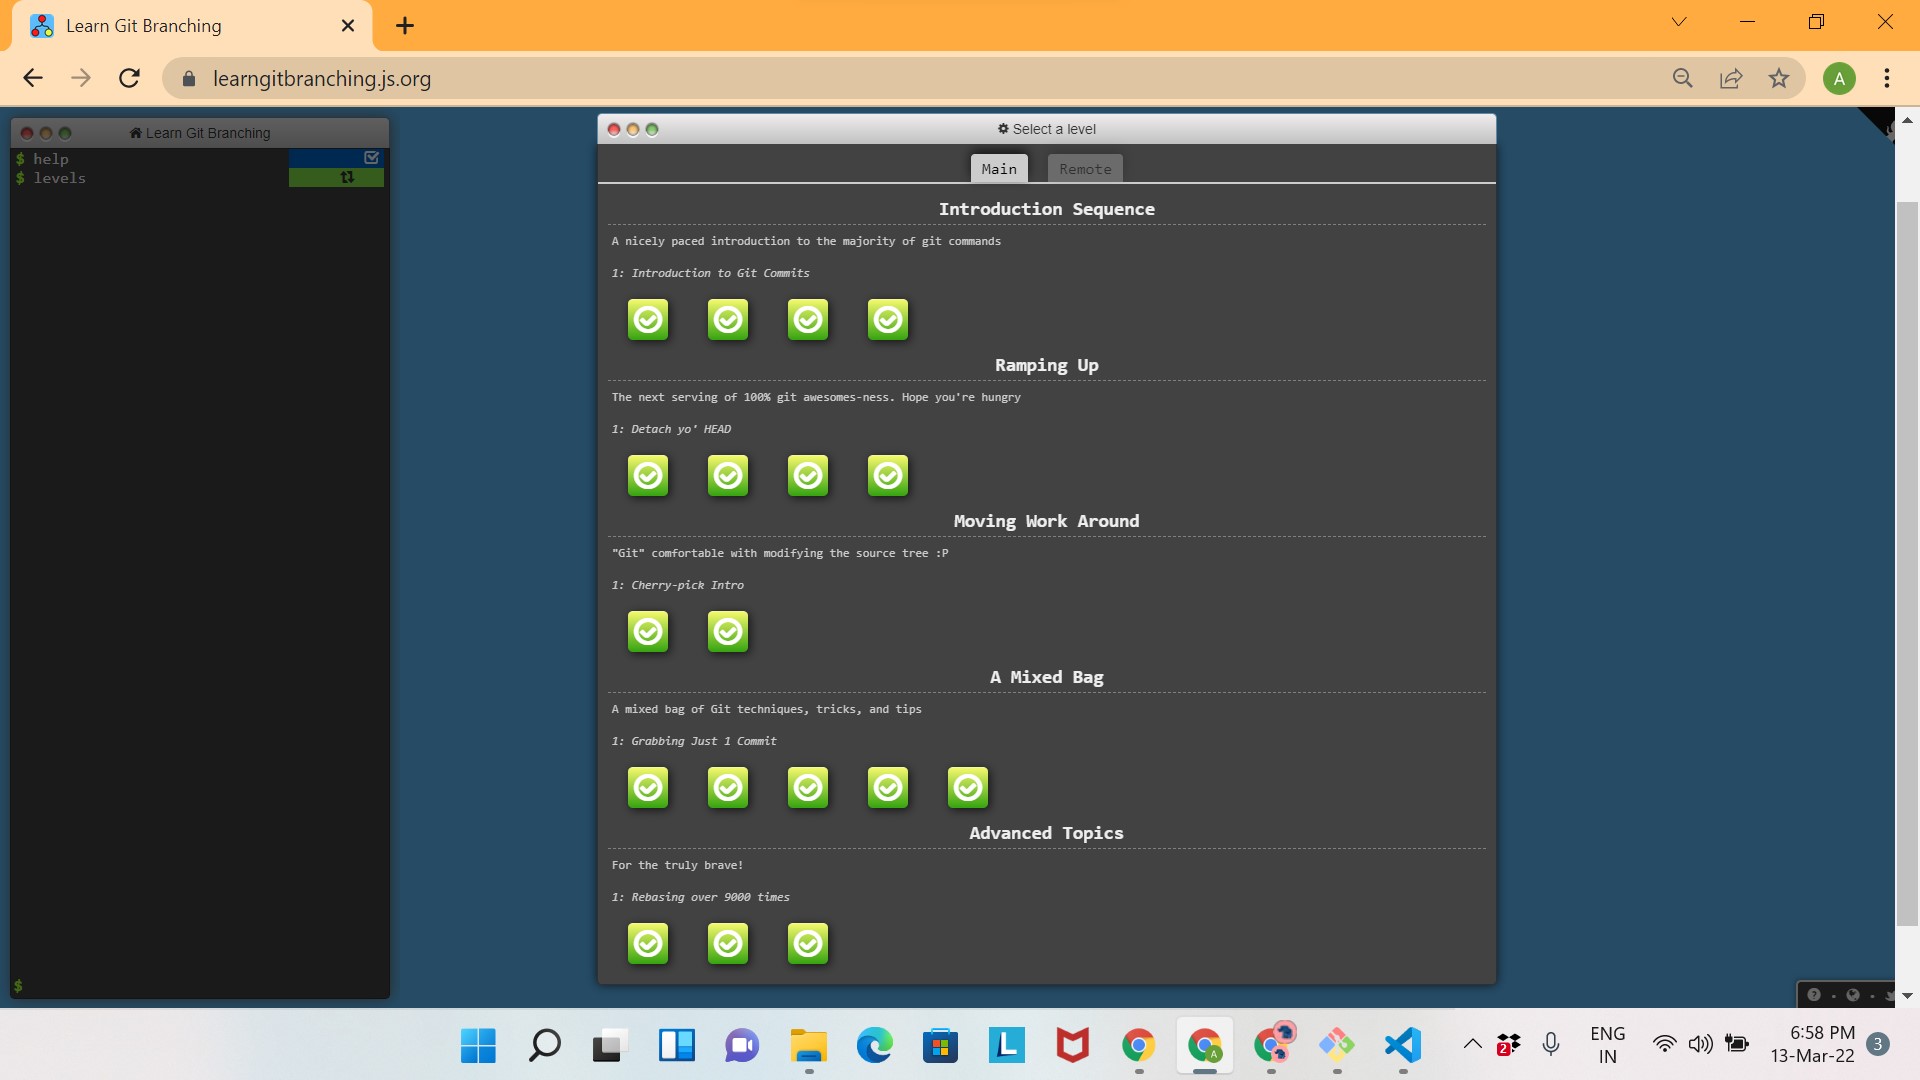 Learn Git Branching
learngitbranching.js.org
A
Learn Git Branching
$ help
$ levels
$
Select a level
Main
Remote
Introduction Sequence
A nicely paced introduction to the majority of git commands
1: Introduction to Git Commits
Ramping Up
The next serving of 100% git awesomes-ness. Hope you're hungry
1: Detach yo' HEAD
Moving Work Around
"Git" comfortable with modifying the source tree :P
1: Cherry-pick Intro
A Mixed Bag
A mixed bag of Git techniques, tricks, and tips
1: Grabbing Just 1 Commit
Advanced Topics
For the truly brave!
1: Rebasing over 9000 times
L
A
2
ENG
IN
6:58 PM
13-Mar-22
3